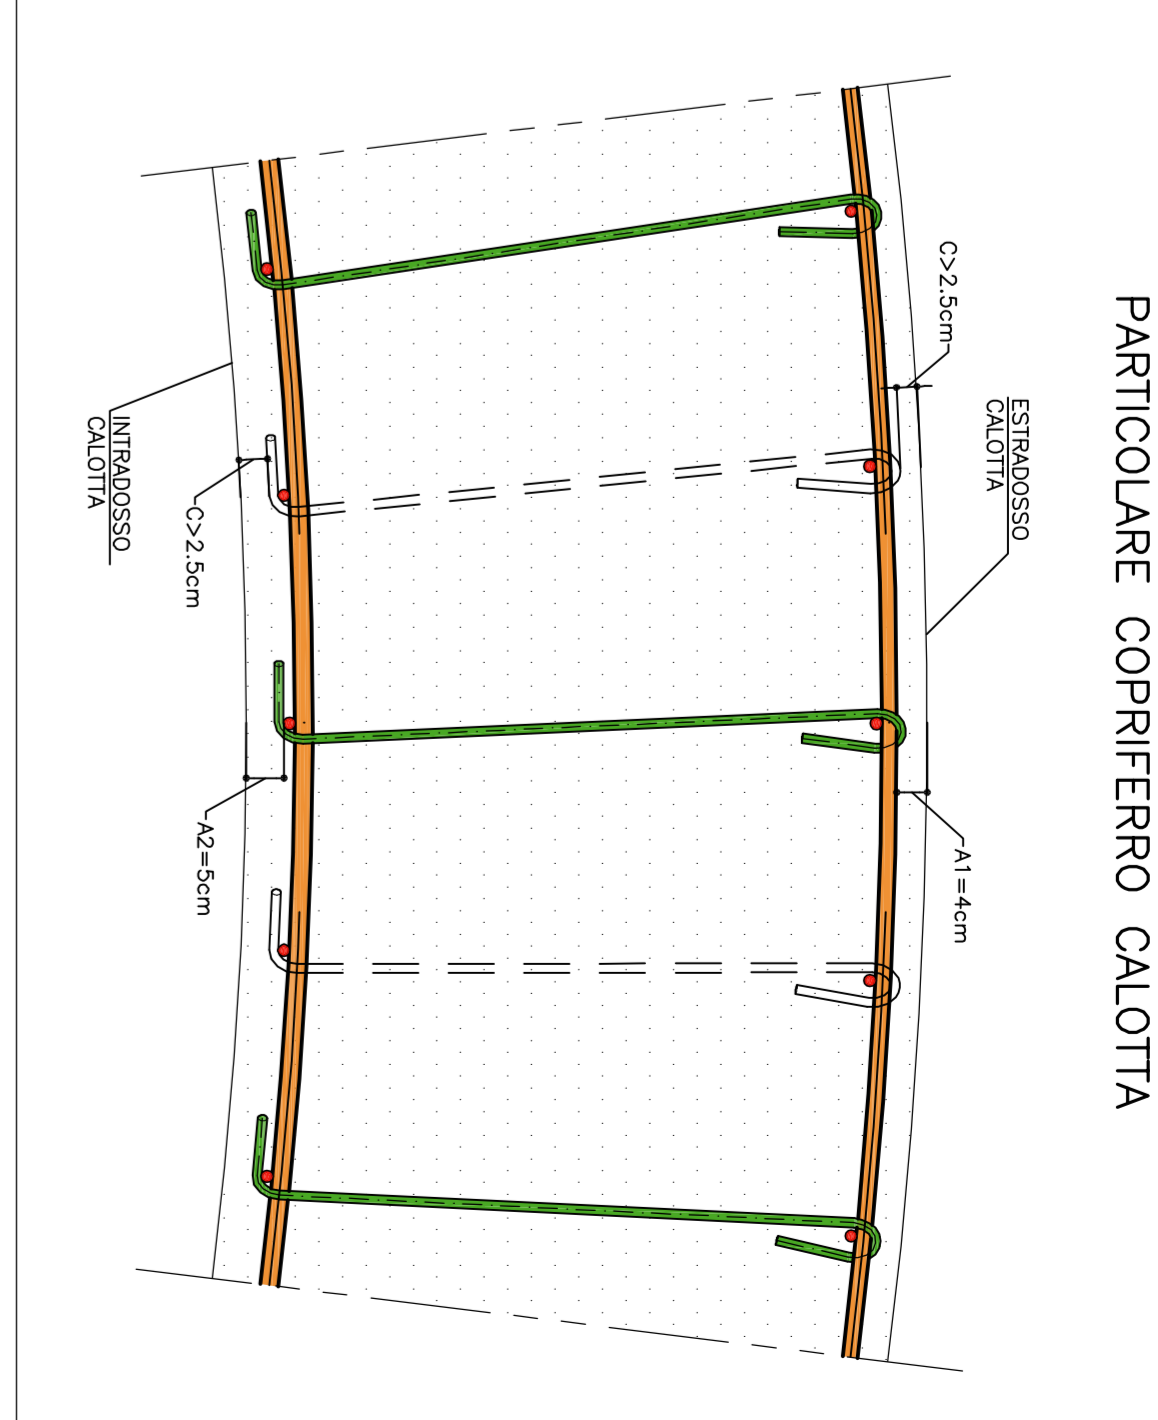 PARTICOLARE COPRIFERRO CALOTTA
C>2.5cm
ESTRADOSSO
CALOTTA
A1=4cm
INTRADOSSO
CALOTTA
C>2.5cm
A2=5cm